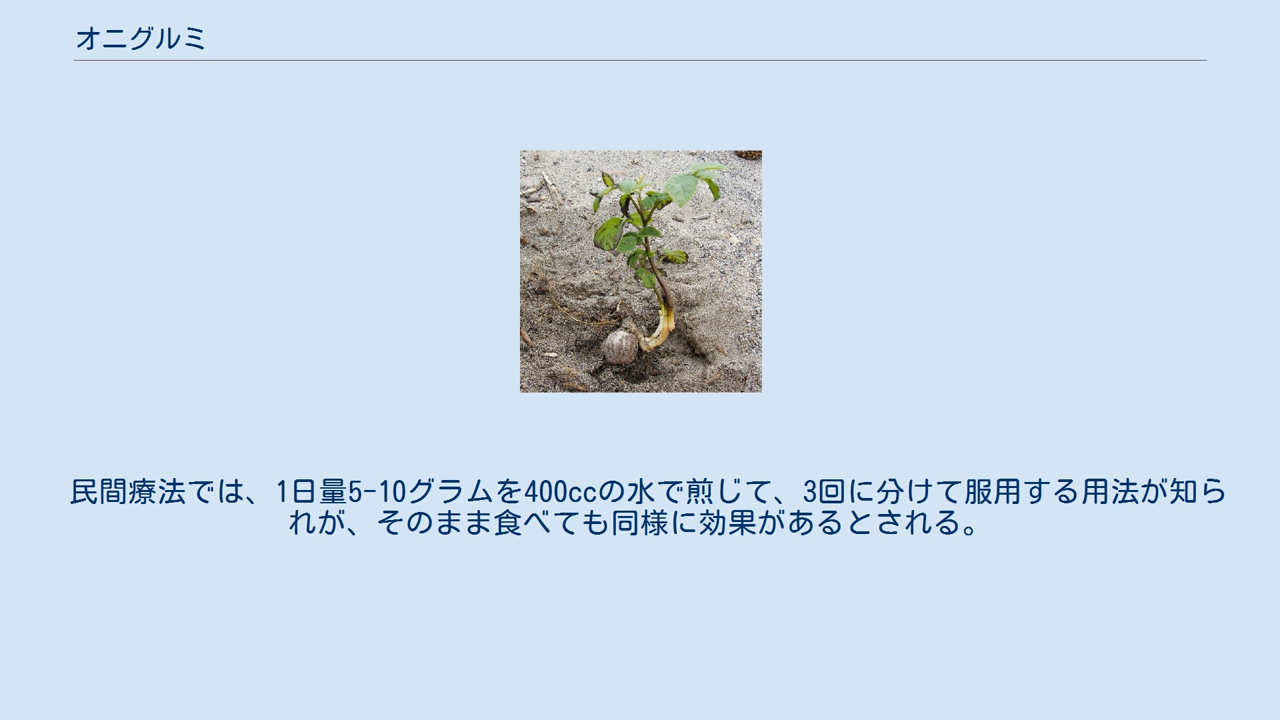 オニグルミ
民間療法では、1日量5-10グラムを400ccの水で煎じて、3回に分けて服用する用法が知ら
れが、そのまま食べても同様に効果があるとされる。